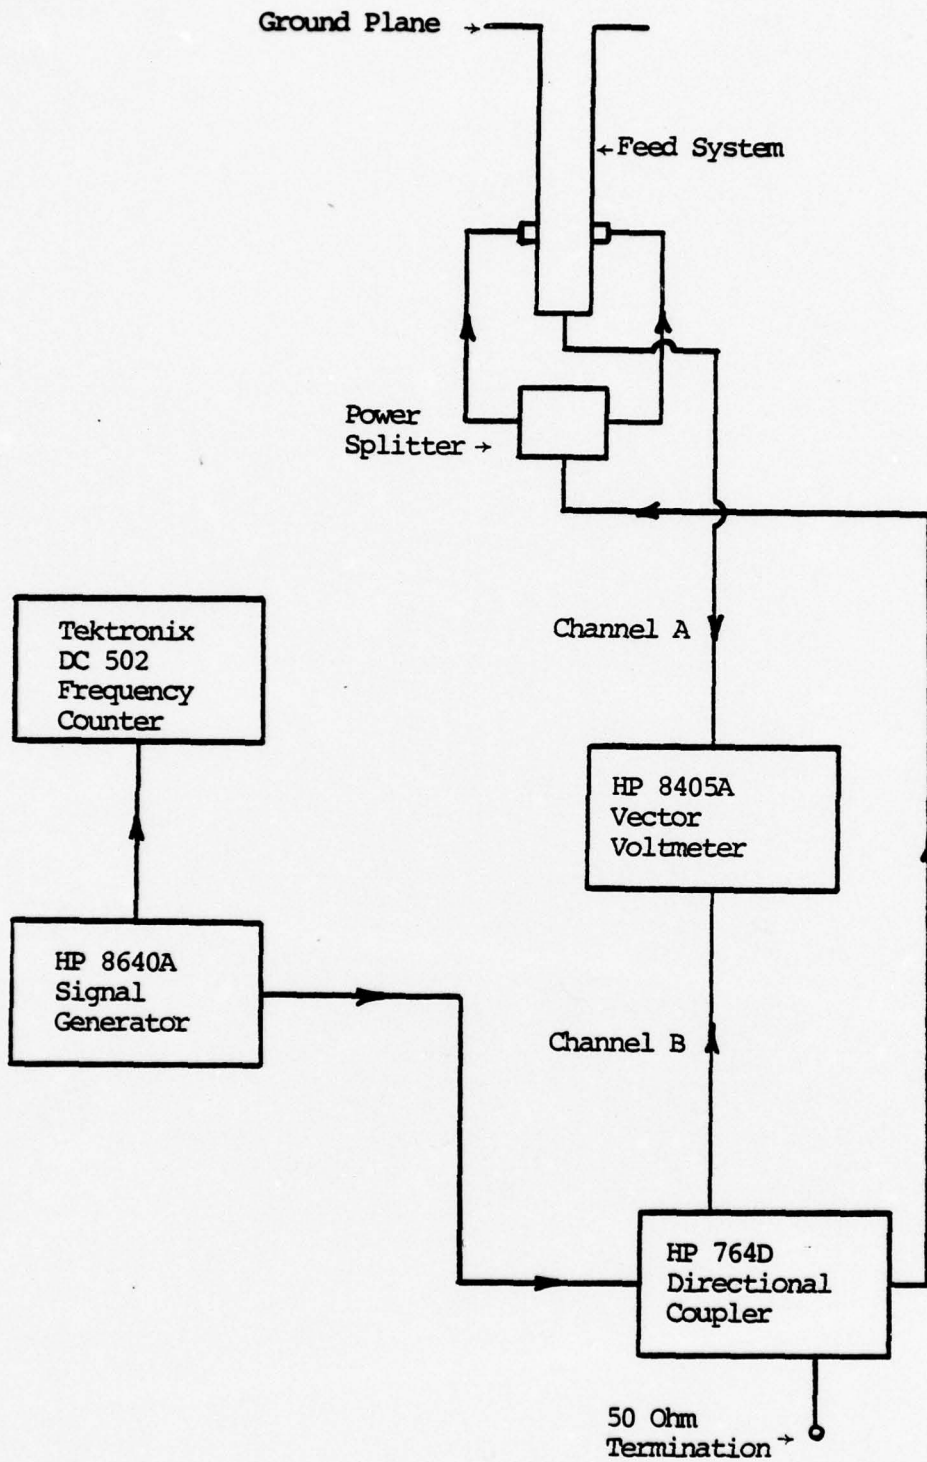 Ground Plane →
←Feed System
Power
Splitter →
Channel A
Tektronix
DC 502
Frequency
Counter
HP 8405A
Vector
Voltmeter
HP 8640A
Signal
Generator
Channel B
HP 764D
Directional
Coupler
50 Ohm
Termination →